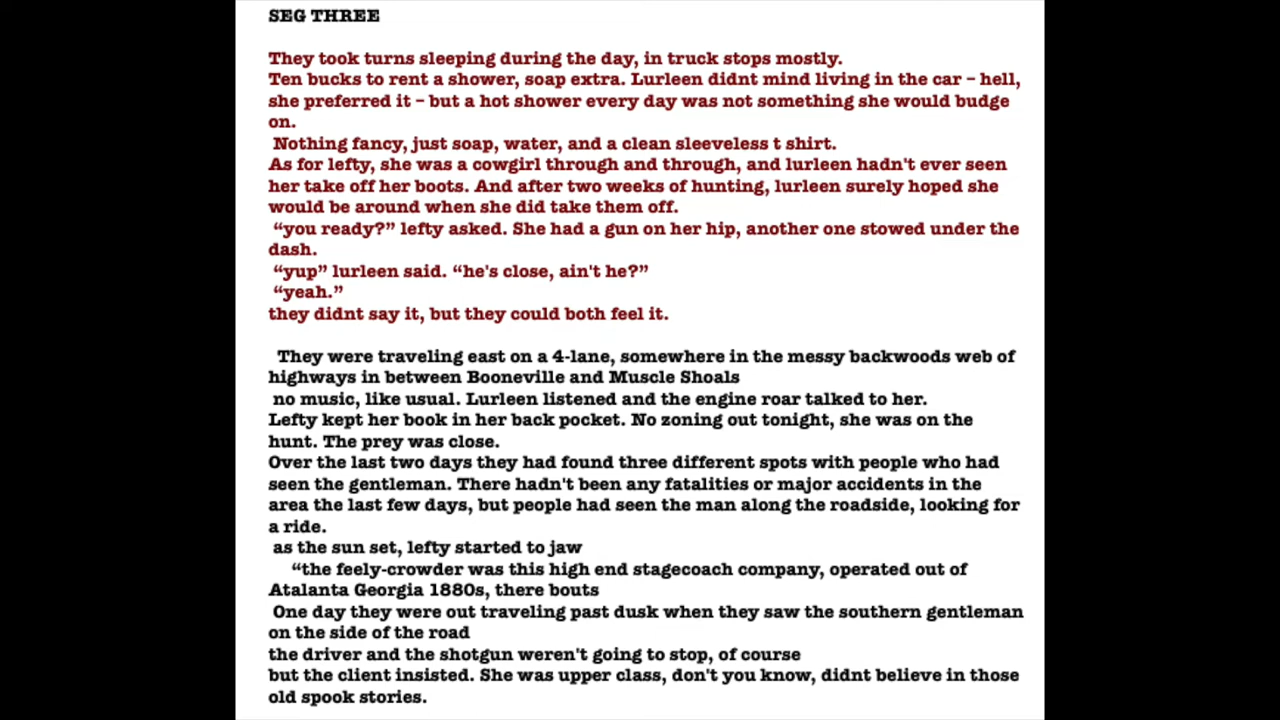 SEG THREE
They took turns sleeping during the day, in truck stops mostly.
Ten bucks to rent a shower, soap extra. Lurleen didnt mind living in the car – hell,
she preferred it – but a hot shower every day was not something she would budge
on.
Nothing fancy, just soap, water, and a clean sleeveless t shirt.
As for lefty, she was a cowgirl through and through, and lurleen hadn't ever seen
her take off her boots. And after two weeks of hunting, lurleen surely hoped she
would be around when she did take them off.
“you ready?” lefty asked. She had a gun on her hip, another one stowed under the
dash.
“yup” lurleen said. “he's close, ain't he?”
“yeah.”
they didnt say it, but they could both feel it.
They were traveling east on a 4-lane, somewhere in the messy backwoods web of
highways in between Booneville and Muscle Shoals
no music, like usual. Lurleen listened and the engine roar talked to her.
Lefty kept her book in her back pocket. No zoning out tonight, she was on the
hunt. The prey was close.
Over the last two days they had found three different spots with people who had
seen the gentleman. There hadn't been any fatalities or major accidents in the
area the last few days, but people had seen the man along the roadside, looking for
a ride.
as the sun set, lefty started to jaw
“the feely-crowder was this high end stagecoach company, operated out of
Atalanta Georgia 1880s, there bouts
One day they were out traveling past dusk when they saw the southern gentleman
on the side of the road
the driver and the shotgun weren't going to stop, of course
but the client insisted. She was upper class, don't you know, didnt believe in those
old spook stories.